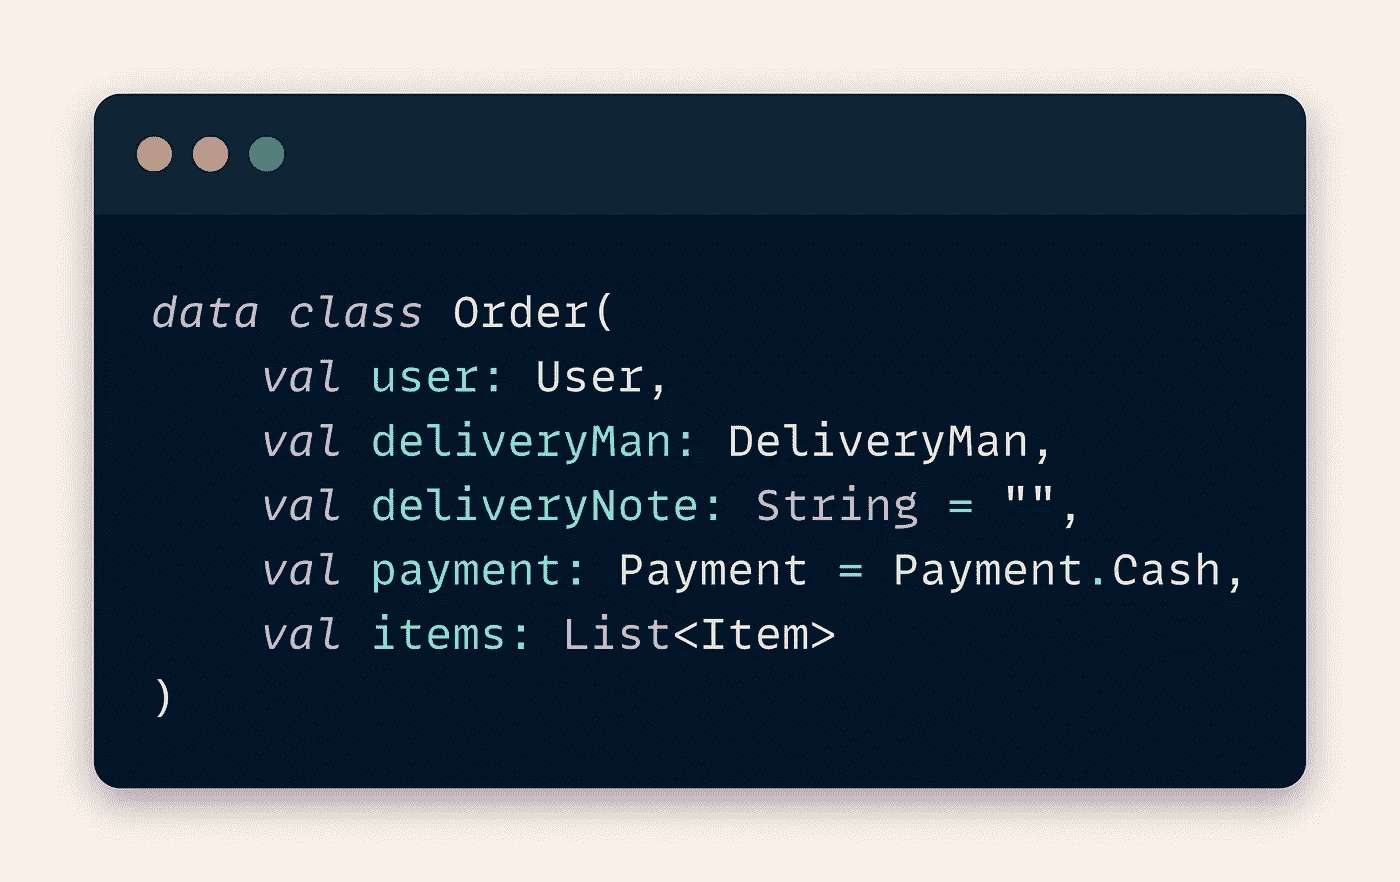 data class Order(
    val user: User,
    val deliveryMan: DeliveryMan,
    val deliveryNote: String = "",
    val payment: Payment = Payment.Cash,
    val items: List<Item>
)